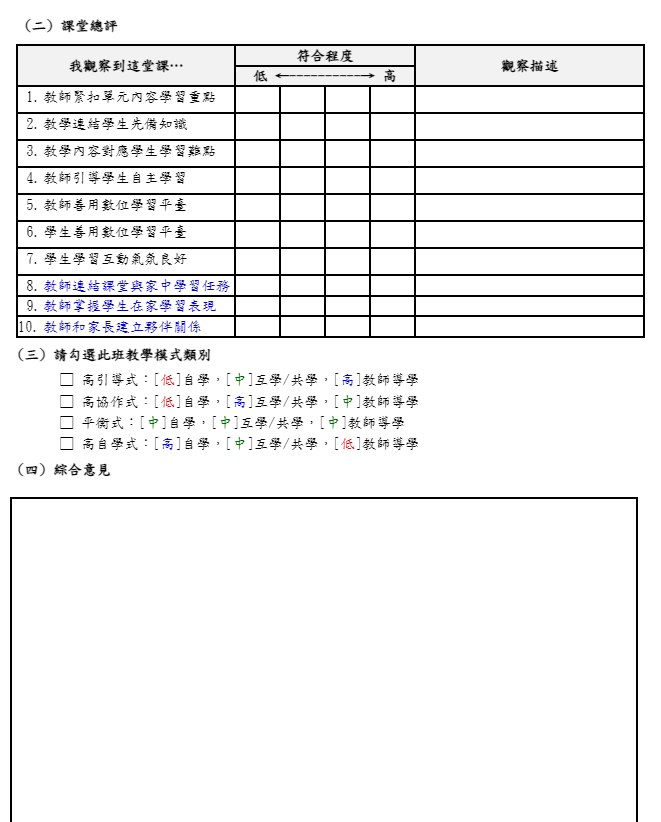 （二）課堂總評
我觀察到這堂課…
符合程度
觀察描述
低 ←-----------→ 高
1. 教師緊扣單元內容學習重點
2. 教學連結學生先備知識
3. 教學內容對應學生學習難點
4. 教師引導學生自主學習
5. 教師善用數位學習平臺
6. 學生善用數位學習平臺
7. 學生學習互動氣氛良好
8. 教師連結課堂與家中學習任務
9. 教師掌握學生在家學習表現
10. 教師和家長建立夥伴關係
（三）請勾選此班教學模式類別
□ 高引導式：[低]自學，[中]互學/共學，[高]教師導學
□ 高協作式：[低]自學，[高]互學/共學，[中]教師導學
□ 平衡式：[中]自學，[中]互學/共學，[中]教師導學
□ 高自學式：[高]自學，[中]互學/共學，[低]教師導學
（四）綜合意見